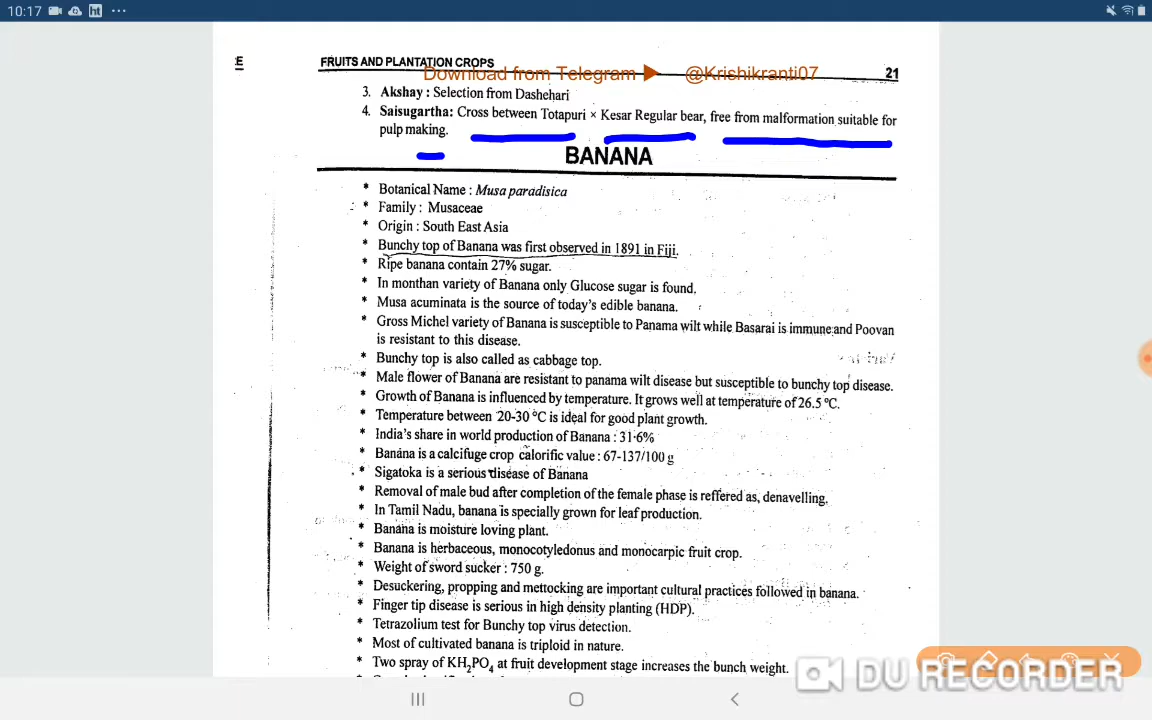 10:17 ht ...
E
FRUITS AND PLANTATION CROPS
Download from Telegram @Krishikranti07
21
3. Akshay : Selection from Dashehari
4. Saisugartha: Cross between Totapuri × Kesar Regular bear, free from malformation suitable for
pulp making.
BANANA
* Botanical Name : Musa paradisica
* Family : Musaceae
* Origin : South East Asia
* Bunchy top of Banana was first observed in 1891 in Fiji.
* Ripe banana contain 27% sugar.
* In monthan variety of Banana only Glucose sugar is found.
* Musa acuminata is the source of today's edible banana.
* Gross Michel variety of Banana is susceptible to Panama wilt while Basarai is immune and Poovan
is resistant to this disease.
* Bunchy top is also called as cabbage top.
* Male flower of Banana are resistant to panama wilt disease but susceptible to bunchy top disease.
* Growth of Banana is influenced by temperature. It grows well at temperature of 26.5 °C.
* Temperature between 20-30 °C is ideal for good plant growth.
* India's share in world production of Banana : 31·6%
* Banana is a calcifuge crop calorific value : 67-137/100 g
* Sigatoka is a serious disease of Banana
* Removal of male bud after completion of the female phase is reffered as, denavelling.
* In Tamil Nadu, banana is specially grown for leaf production.
* Banana is moisture loving plant.
* Banana is herbaceous, monocotyledonus and monocarpic fruit crop.
* Weight of sword sucker : 750 g.
* Desuckering, propping and mettocking are important cultural practices followed in banana.
* Finger tip disease is serious in high density planting (HDP).
* Tetrazolium test for Bunchy top virus detection.
* Most of cultivated banana is triploid in nature.
* Two spray of KH₂PO₄ at fruit development stage increases the bunch weight.
DU RECORDER